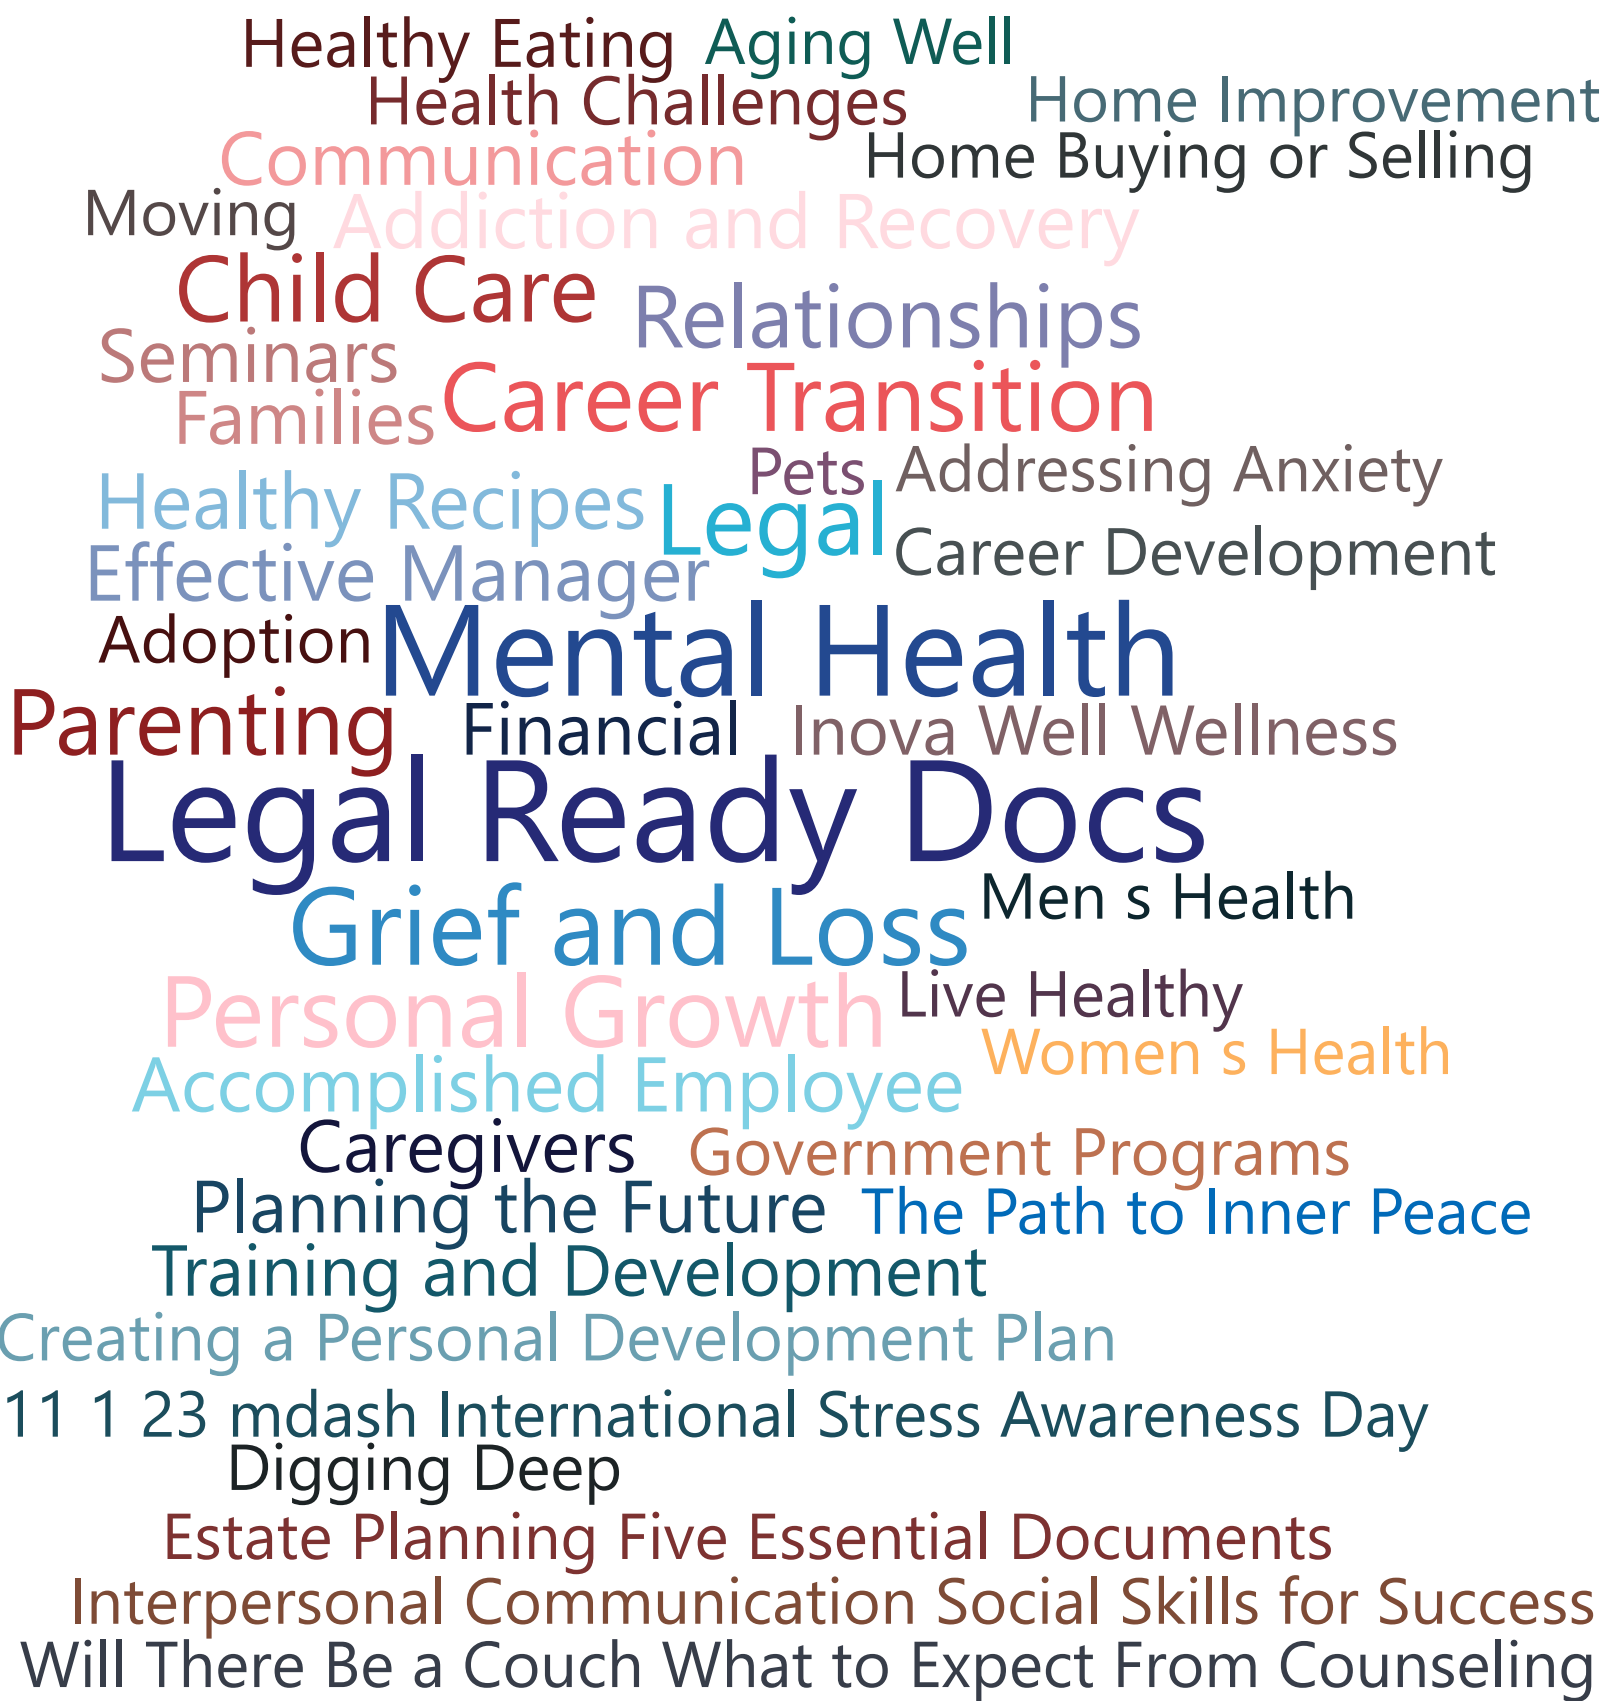 Healthy Eating Aging Well
Health Challenges Home Improvement
Communication Home Buying or Selling
Moving Addiction and Recovery
Child Care Relationships
Seminars
Families Career Transition
Pets Addressing Anxiety
Healthy Recipes Legal
Effective Manager Career Development
Adoption Mental Health
Parenting Financial Inova Well Wellness
Legal Ready Docs
Grief and Loss Men s Health
Personal Growth Live Healthy
Accomplished Employee Women s Health
Caregivers Government Programs
Planning the Future The Path to Inner Peace
Training and Development
Creating a Personal Development Plan
11 1 23 mdash International Stress Awareness Day
Digging Deep
Estate Planning Five Essential Documents
Interpersonal Communication Social Skills for Success
Will There Be a Couch What to Expect From Counseling